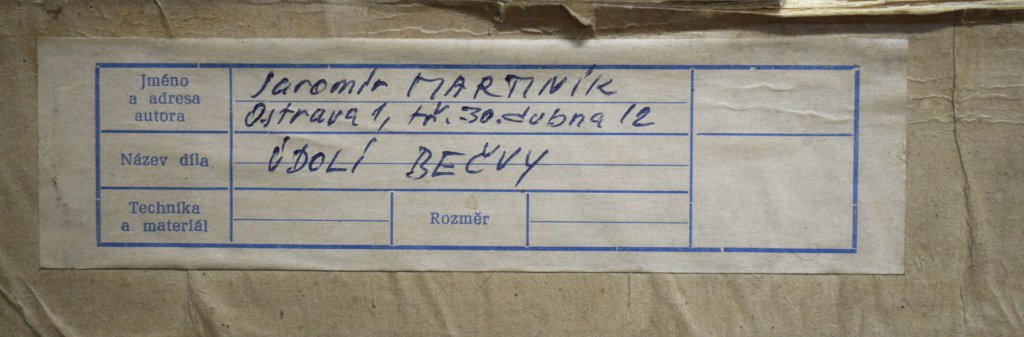 Jméno
a adresa
autora
Jaromír MARTINÍK
Ostrava 1, tř. 30. dubna 12
Název díla
ÚDOLÍ BEČVY
Technika
a materiál
Rozměr